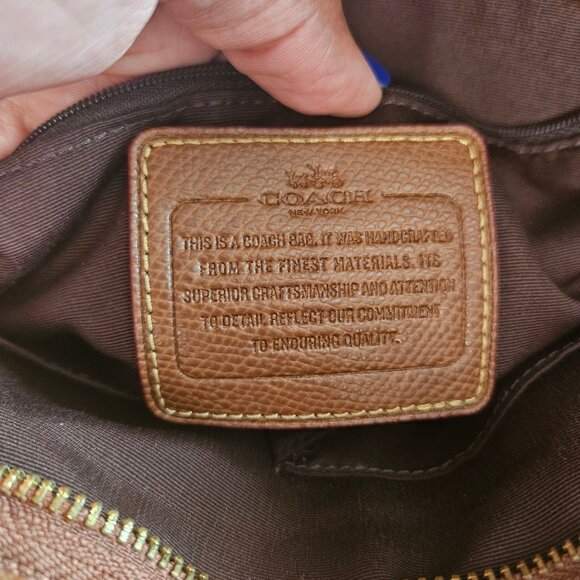 COACH
NEW YORK
THIS IS A COACH BAG. IT WAS HANDCRAFTED
FROM THE FINEST MATERIALS. ITS
SUPERIOR CRAFTSMANSHIP AND ATTENTION
TO DETAIL REFLECT OUR COMMITMENT
TO ENDURING QUALITY.